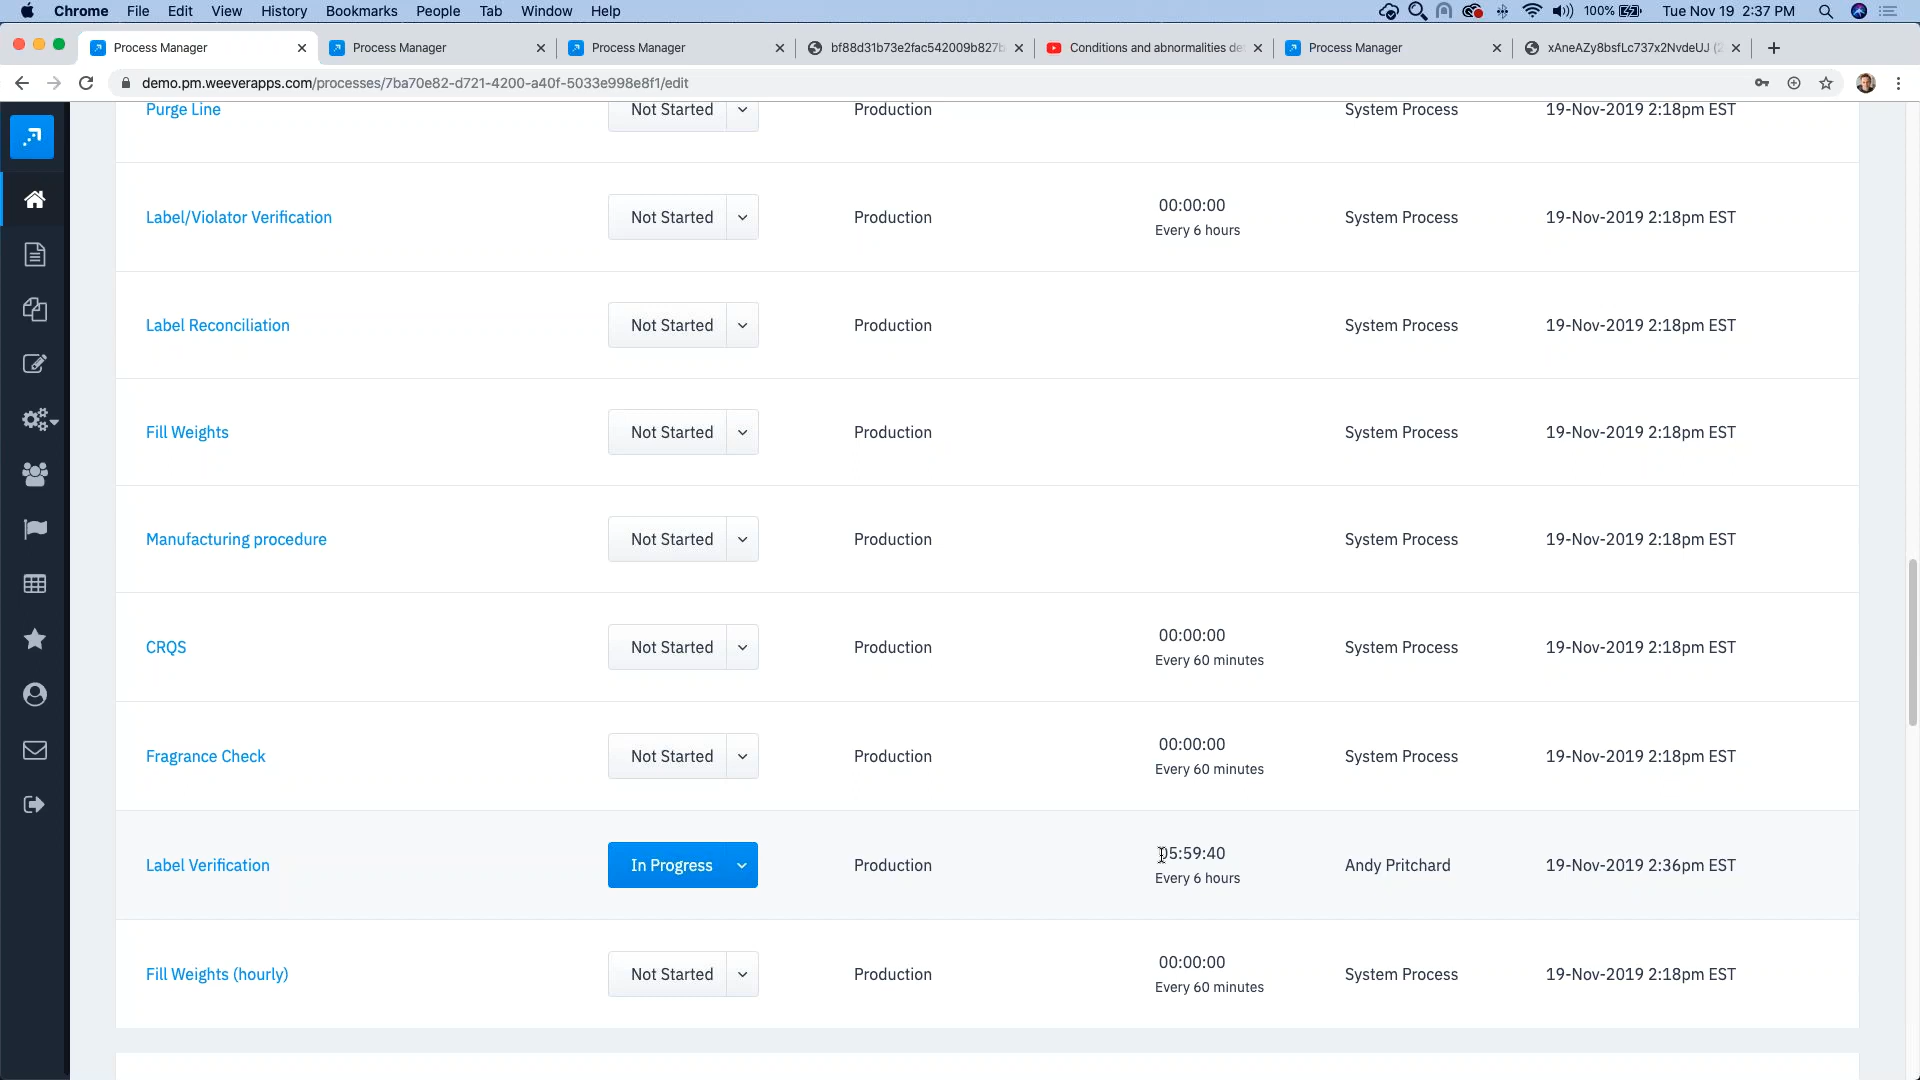 Chrome File Edit View History Bookmarks People Tab Window Help 100% Tue Nov 19 2:37 PM
Process Manager Process Manager Process Manager bf88d31b73e2fac542009b827b Conditions and abnormalities de Process Manager xAneAZy8bsfLc737x2NvdeUJ (2
demo.pm.weeverapps.com/processes/7ba70e82-d721-4200-a40f-5033e998e8f1/edit
Purge Line Not Started Production System Process 19-Nov-2019 2:18pm EST
Label/Violator Verification Not Started Production 00:00:00 System Process 19-Nov-2019 2:18pm EST
Every 6 hours
Label Reconciliation Not Started Production System Process 19-Nov-2019 2:18pm EST
Fill Weights Not Started Production System Process 19-Nov-2019 2:18pm EST
Manufacturing procedure Not Started Production System Process 19-Nov-2019 2:18pm EST
CRQS Not Started Production 00:00:00 System Process 19-Nov-2019 2:18pm EST
Every 60 minutes
Fragrance Check Not Started Production 00:00:00 System Process 19-Nov-2019 2:18pm EST
Every 60 minutes
Label Verification In Progress Production 05:59:40 Andy Pritchard 19-Nov-2019 2:36pm EST
Every 6 hours
Fill Weights (hourly) Not Started Production 00:00:00 System Process 19-Nov-2019 2:18pm EST
Every 60 minutes